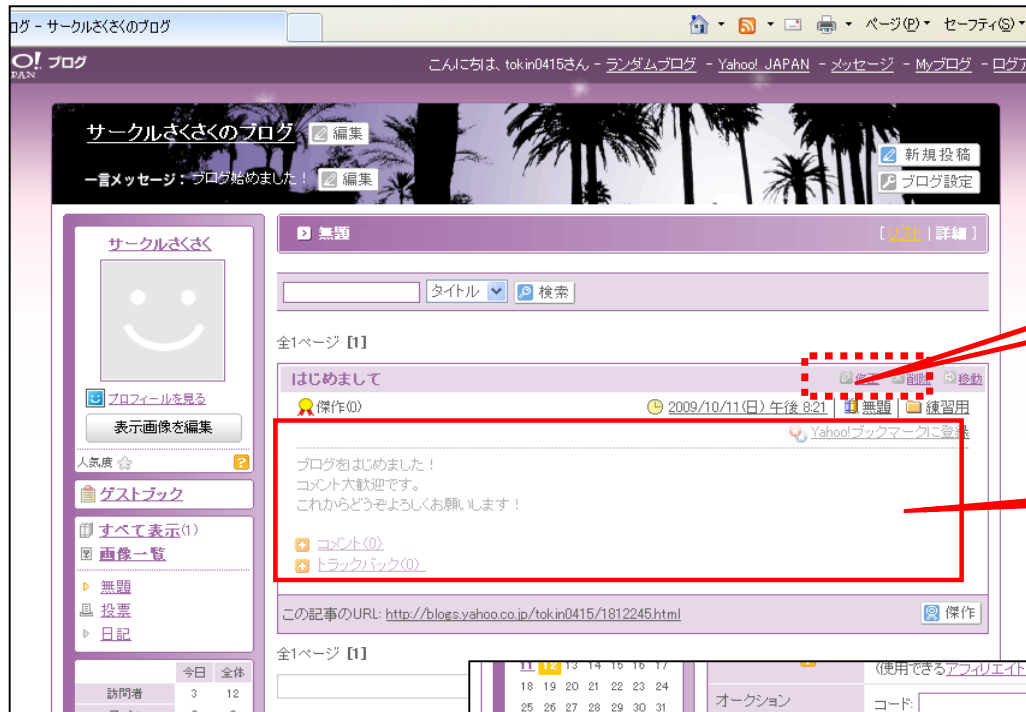 ログ - サークルさくさくのブログ
ページ(P) セーフティ(S)
O! ブログ
PAN
こんにちは、tokin0415さん - ランダムブログ - Yahoo! JAPAN - メッセージ - Myブログ - ログア
サークルさくさくのブログ 編集
一言メッセージ：ブログ始めました！ 編集
新規投稿
ブログ設定
サークルさくさく
プロフィールを見る
表示画像を編集
人気度
ゲストブック
すべて表示(1)
画像一覧
無題
投票
日記
今日 全体
訪問者 3 12
無題
[ リスト | 詳細 ]
タイトル 検索
全1ページ [1]
はじめまして
修正 削除 移動
傑作(0)
2009/10/11(日) 午後 8:21 無題 練習用
Yahoo!ブックマークに登録
ブログをはじめました！
コメント大歓迎です。
これからどうぞよろしくお願いします！
コメント(0)
トラックバック(0)
この記事のURL: http://blogs.yahoo.co.jp/tokin0415/1812245.html
傑作
全1ページ [1]
11 12 13 14 15 16 17
18 19 20 21 22 23 24
25 26 27 28 29 30 31
(使用できるアフィリエイト
オークション
コード: